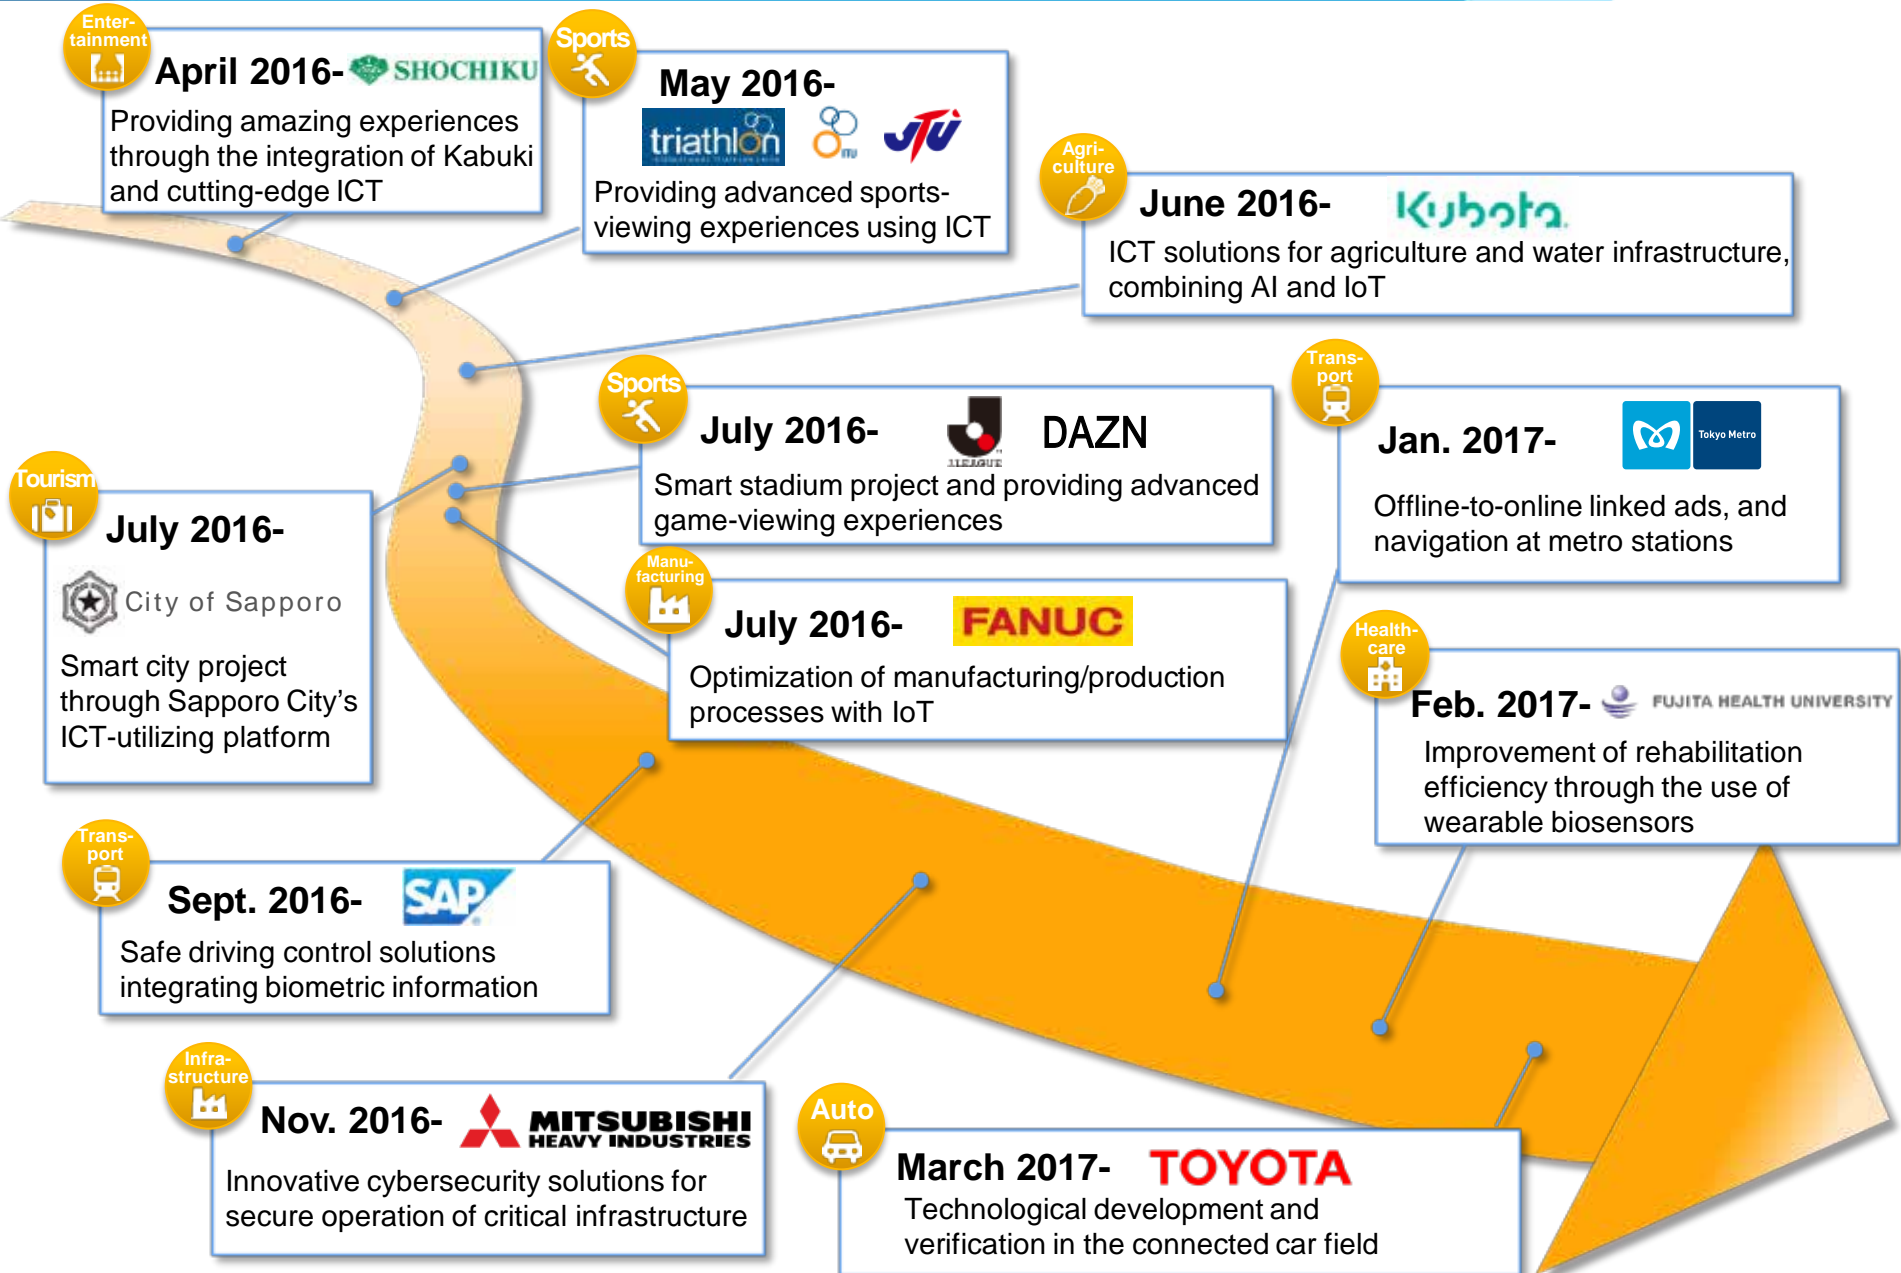 Enter-
tainment
April 2016-
SHOCHIKU
Providing amazing experiences
through the integration of Kabuki
and cutting-edge ICT
Sports
May 2016-
triathlon
ITU
JTU
Providing advanced sports-
viewing experiences using ICT
Agri-
culture
June 2016-
Kubota
ICT solutions for agriculture and water infrastructure,
combining AI and IoT
Sports
July 2016-
J.LEAGUE
DAZN
Smart stadium project and providing advanced
game-viewing experiences
Trans-
port
Jan. 2017-
Tokyo Metro
Offline-to-online linked ads, and
navigation at metro stations
Tourism
July 2016-
City of Sapporo
Smart city project
through Sapporo City’s
ICT-utilizing platform
Manu-
facturing
July 2016-
FANUC
Optimization of manufacturing/production
processes with IoT
Health-
care
Feb. 2017-
FUJITA HEALTH UNIVERSITY
Improvement of rehabilitation
efficiency through the use of
wearable biosensors
Trans-
port
Sept. 2016-
SAP
Safe driving control solutions
integrating biometric information
Infra-
structure
Nov. 2016-
MITSUBISHI
HEAVY INDUSTRIES
Innovative cybersecurity solutions for
secure operation of critical infrastructure
Auto
March 2017-
TOYOTA
Technological development and
verification in the connected car field